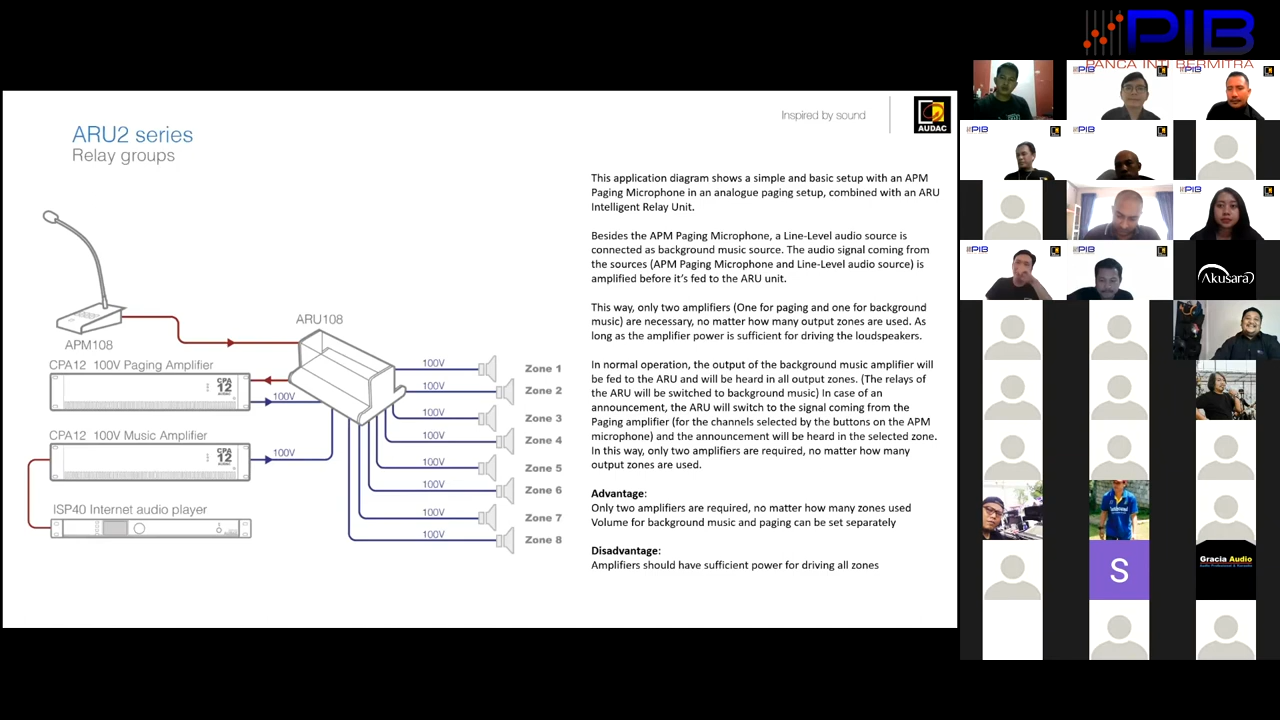 PIB
PANCA INTI BERMITRA
ARU2 series
Relay groups
Inspired by sound
AUDAC
APM108
CPA12 100V Paging Amplifier
CPA
12
AUDAC
100V
CPA12 100V Music Amplifier
CPA
12
AUDAC
100V
ISP40 Internet audio player
ARU108
100V
Zone 1
100V
Zone 2
100V
Zone 3
100V
Zone 4
100V
Zone 5
100V
Zone 6
100V
Zone 7
100V
Zone 8
This application diagram shows a simple and basic setup with an APM
Paging Microphone in an analogue paging setup, combined with an ARU
Intelligent Relay Unit.
Besides the APM Paging Microphone, a Line-Level audio source is
connected as background music source. The audio signal coming from
the sources (APM Paging Microphone and Line-Level audio source) is
amplified before it's fed to the ARU unit.
This way, only two amplifiers (One for paging and one for background
music) are necessary, no matter how many output zones are used. As
long as the amplifier power is sufficient for driving the loudspeakers.
In normal operation, the output of the background music amplifier will
be fed to the ARU and will be heard in all output zones. (The relays of
the ARU will be switched to background music) In case of an
announcement, the ARU will switch to the signal coming from the
Paging amplifier (for the channels selected by the buttons on the APM
microphone) and the announcement will be heard in the selected zone.
In this way, only two amplifiers are required, no matter how many
output zones are used.
Advantage:
Only two amplifiers are required, no matter how many zones used
Volume for background music and paging can be set separately
Disadvantage:
Amplifiers should have sufficient power for driving all zones
PIB
PIB
PIB
PIB
PIB
PIB
PIB
Akusara
S
Gracia Audio